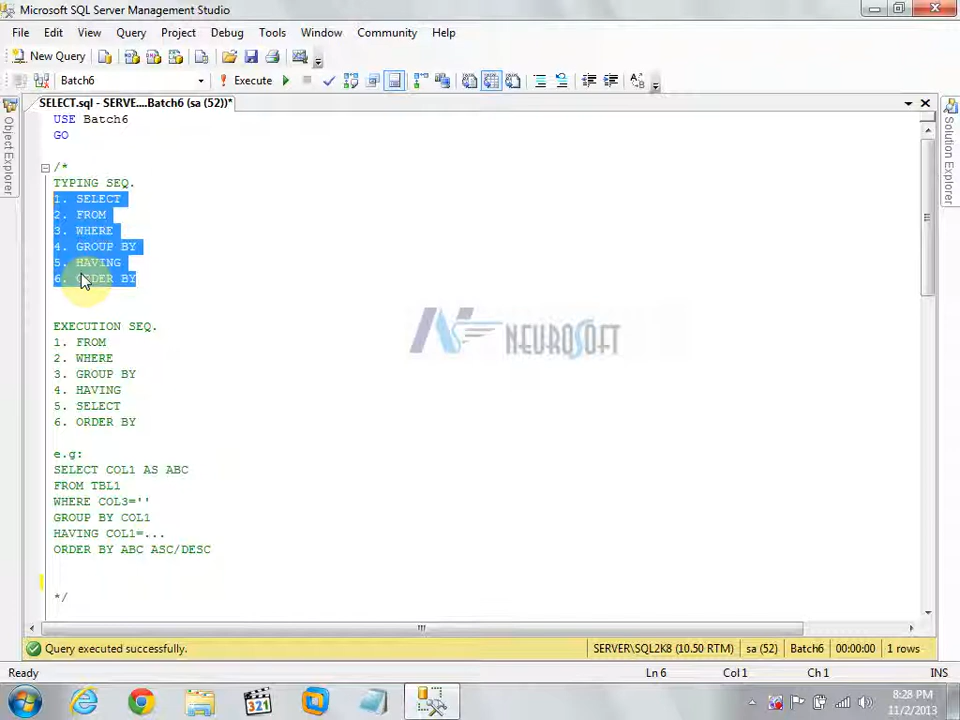 Microsoft SQL Server Management Studio
File Edit View Query Project Debug Tools Window Community Help
New Query
Batch6 Execute
SELECT.sql - SERVE....Batch6 (sa (52))*
Object Explorer
Solution Explorer
USE Batch6
GO
/*
TYPING SEQ.
1. SELECT
2. FROM
3. WHERE
4. GROUP BY
5. HAVING
6. ORDER BY
NEUROSOFT
EXECUTION SEQ.
1. FROM
2. WHERE
3. GROUP BY
4. HAVING
5. SELECT
6. ORDER BY
e.g:
SELECT COL1 AS ABC
FROM TBL1
WHERE COL3=''
GROUP BY COL1
HAVING COL1=...
ORDER BY ABC ASC/DESC
*/
Query executed successfully. SERVER\SQL2K8 (10.50 RTM) sa (52) Batch6 00:00:00 1 rows
Ready Ln 6 Col 1 Ch 1 INS
321
8:28 PM
11/2/2013